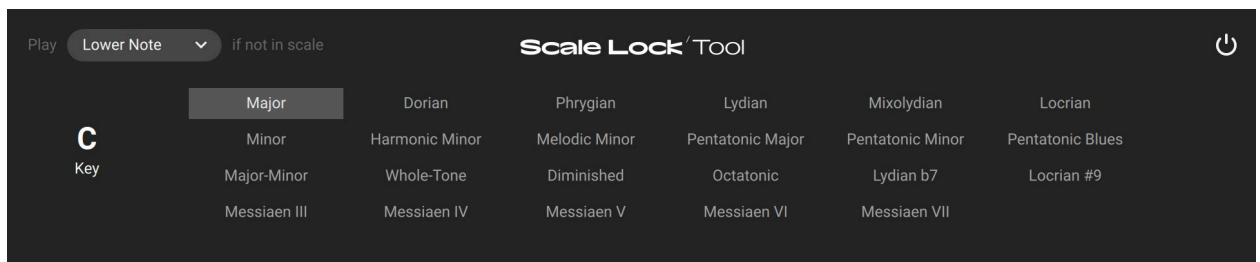 Play Lower Note if not in scale Scale Lock/Tool
Major Dorian Phrygian Lydian Mixolydian Locrian
C
Key
Minor Harmonic Minor Melodic Minor Pentatonic Major Pentatonic Minor Pentatonic Blues
Major-Minor Whole-Tone Diminished Octatonic Lydian b7 Locrian #9
Messiaen III Messiaen IV Messiaen V Messiaen VI Messiaen VII